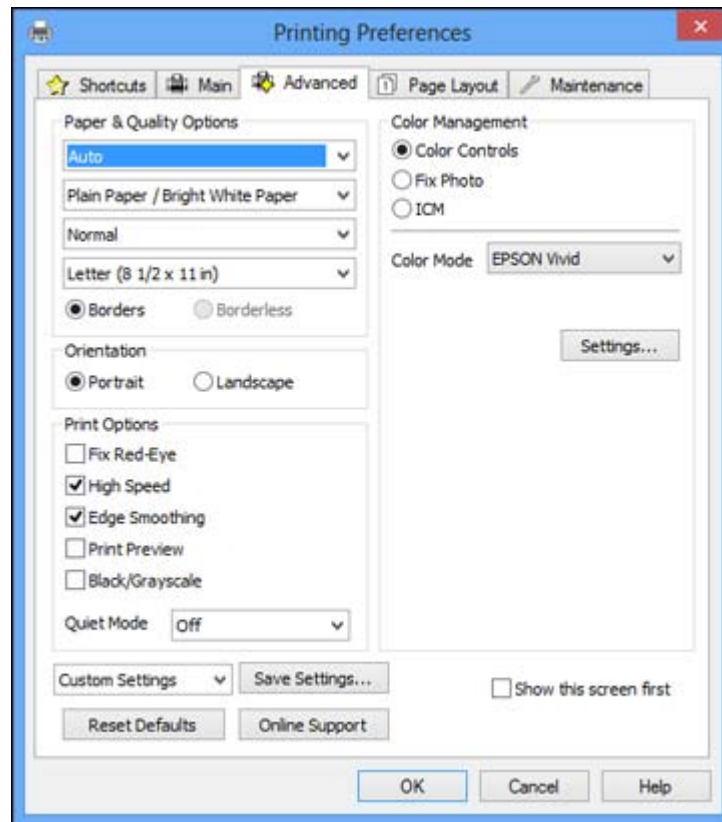 Printing Preferences
Shortcuts Main Advanced 1 Page Layout Maintenance
Paper & Quality Options
Auto
Plain Paper / Bright White Paper
Normal
Letter (8 1/2 x 11 in)
Borders Borderless
Orientation
Portrait Landscape
Print Options
Fix Red-Eye
High Speed
Edge Smoothing
Print Preview
Black/Grayscale
Quiet Mode Off
Color Management
Color Controls
Fix Photo
ICM
Color Mode EPSON Vivid
Settings...
Custom Settings Save Settings...
Show this screen first
Reset Defaults Online Support
OK Cancel Help